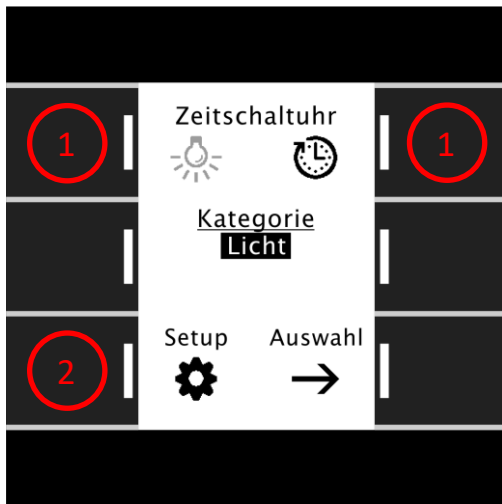 Zeitschaltuhr
1 1
Kategorie
Licht
Setup Auswahl
2